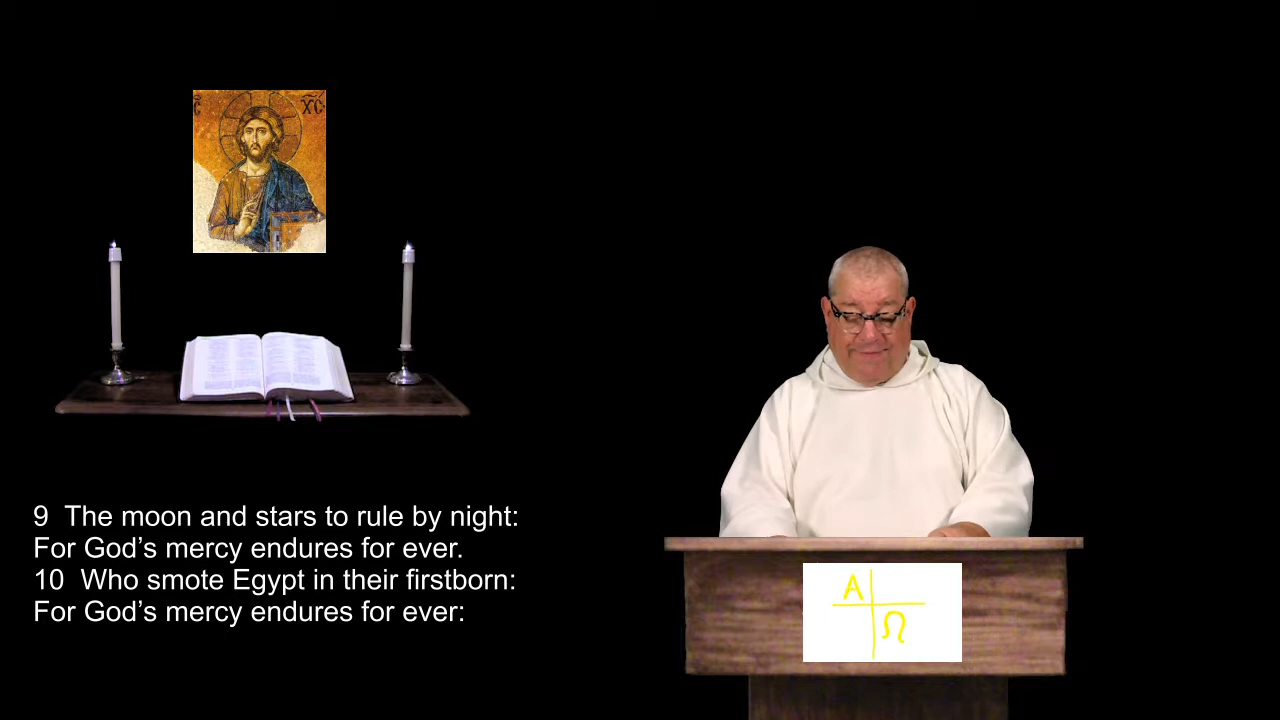 C XC
9 The moon and stars to rule by night:
For God’s mercy endures for ever.
10 Who smote Egypt in their firstborn:
For God’s mercy endures for ever:
A
Ω